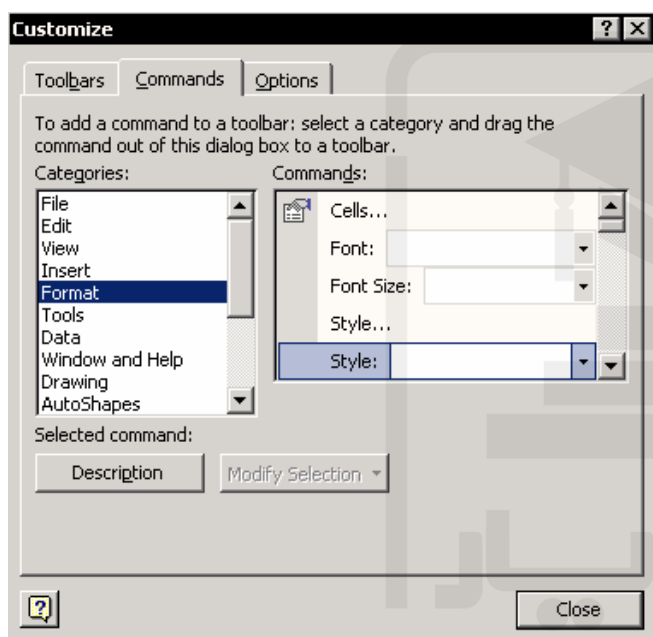 Customize
Toolbars Commands Options
To add a command to a toolbar: select a category and drag the
command out of this dialog box to a toolbar.
Categories: Commands:
File
Edit
View
Insert
Format
Tools
Data
Window and Help
Drawing
AutoShapes
Cells...
Font:
Font Size:
Style...
Style:
Selected command:
Description Modify Selection
Close